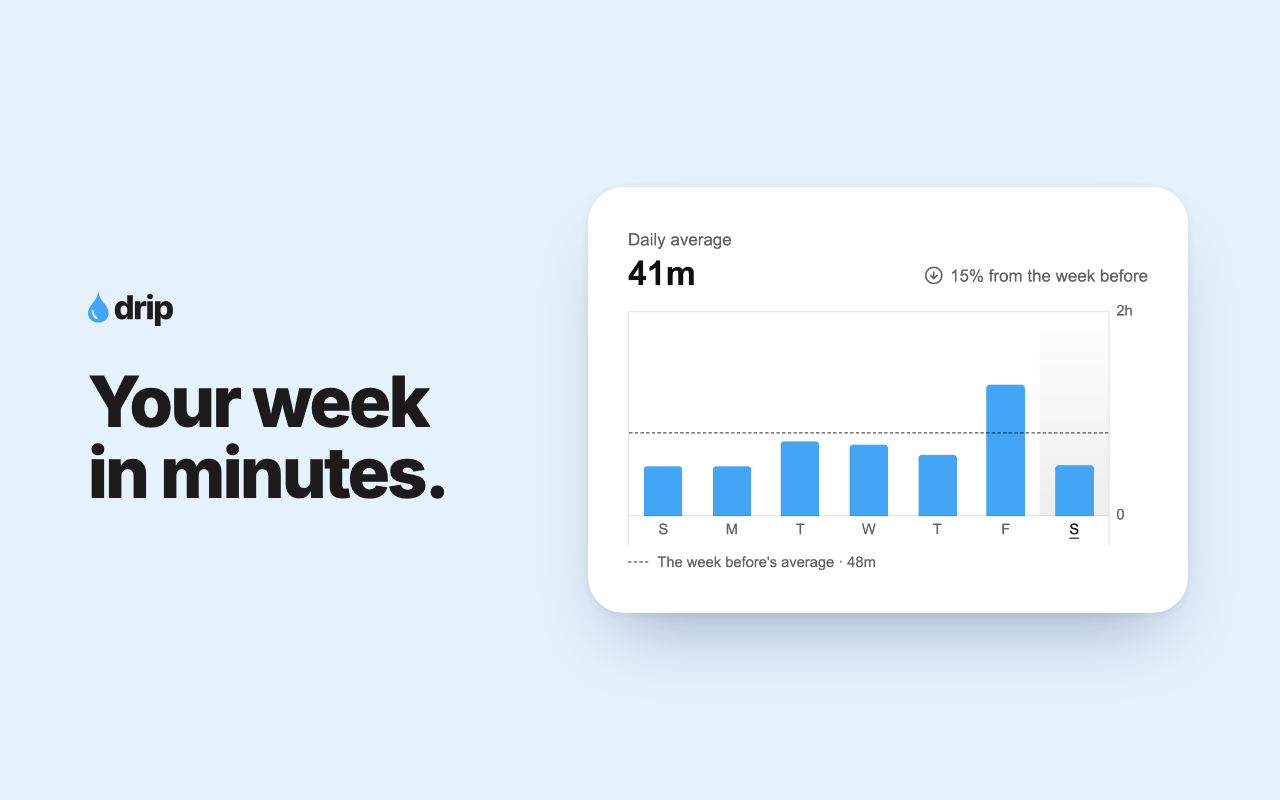 drip
Your week
in minutes.
Daily average
41m
15% from the week before
2h
0
S M T W T F S
The week before's average · 48m